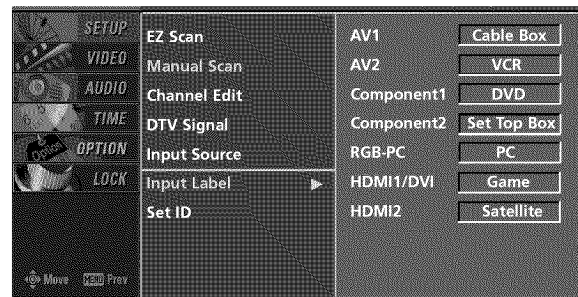 SETUP
VIDEO
AUDIO
TIME
OPTION
LOCK
Move MENU Prev
EZ Scan
Manual Scan
Channel Edit
DTV Signal
Input Source
Input Label
Set ID
AV1 Cable Box
AV2 VCR
Component1 DVD
Component2 Set Top Box
RGB-PC PC
HDMI1/DVI Game
HDMI2 Satellite